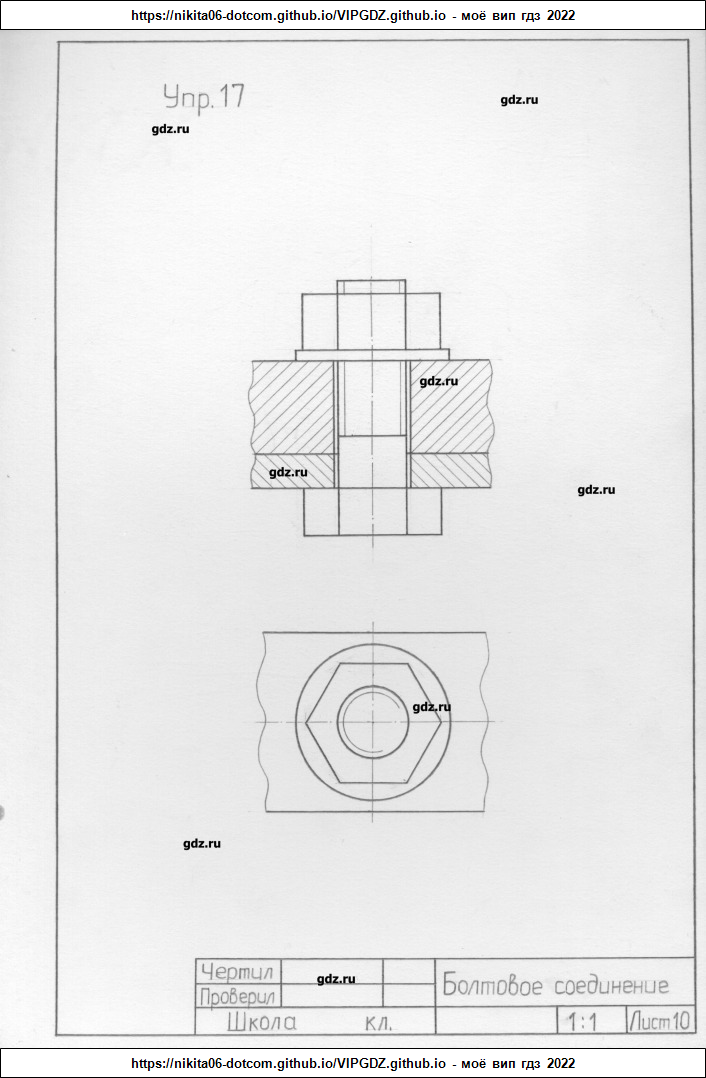 https://nikita06-dotcom.github.io/VIPGDZ.github.io - моё вип гдз 2022
Упр.17
gdz.ru
gdz.ru
gdz.ru
gdz.ru
gdz.ru
gdz.ru
gdz.ru
Чертил
gdz.ru
Болтовое соединение
Проверил
Школа кл.
1:1
Лист 10
https://nikita06-dotcom.github.io/VIPGDZ.github.io - моё вип гдз 2022